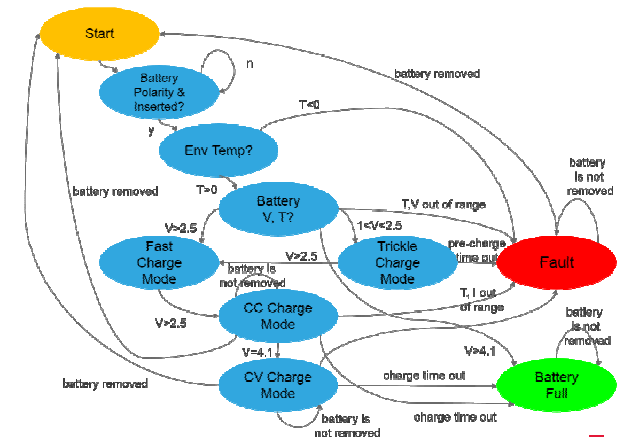 Start
n
battery removed
Battery
Polarity &
Inserted?
T<0
y
Env Temp?
battery
is not
removed
T>0
battery removed
Battery
V, T?
T,V out of range
V>2.5
1<V<2.5
Fast
Charge
Mode
V>2.5
Trickle
Charge
Mode
pre-charge
time out
Fault
battery is
not removed
T, I out
of range
CC Charge
Mode
V>2.5
battery
is not
removed
V=4.1
V>4.1
CV Charge
Mode
battery removed
charge time out
Battery
Full
battery is
not removed
charge time out